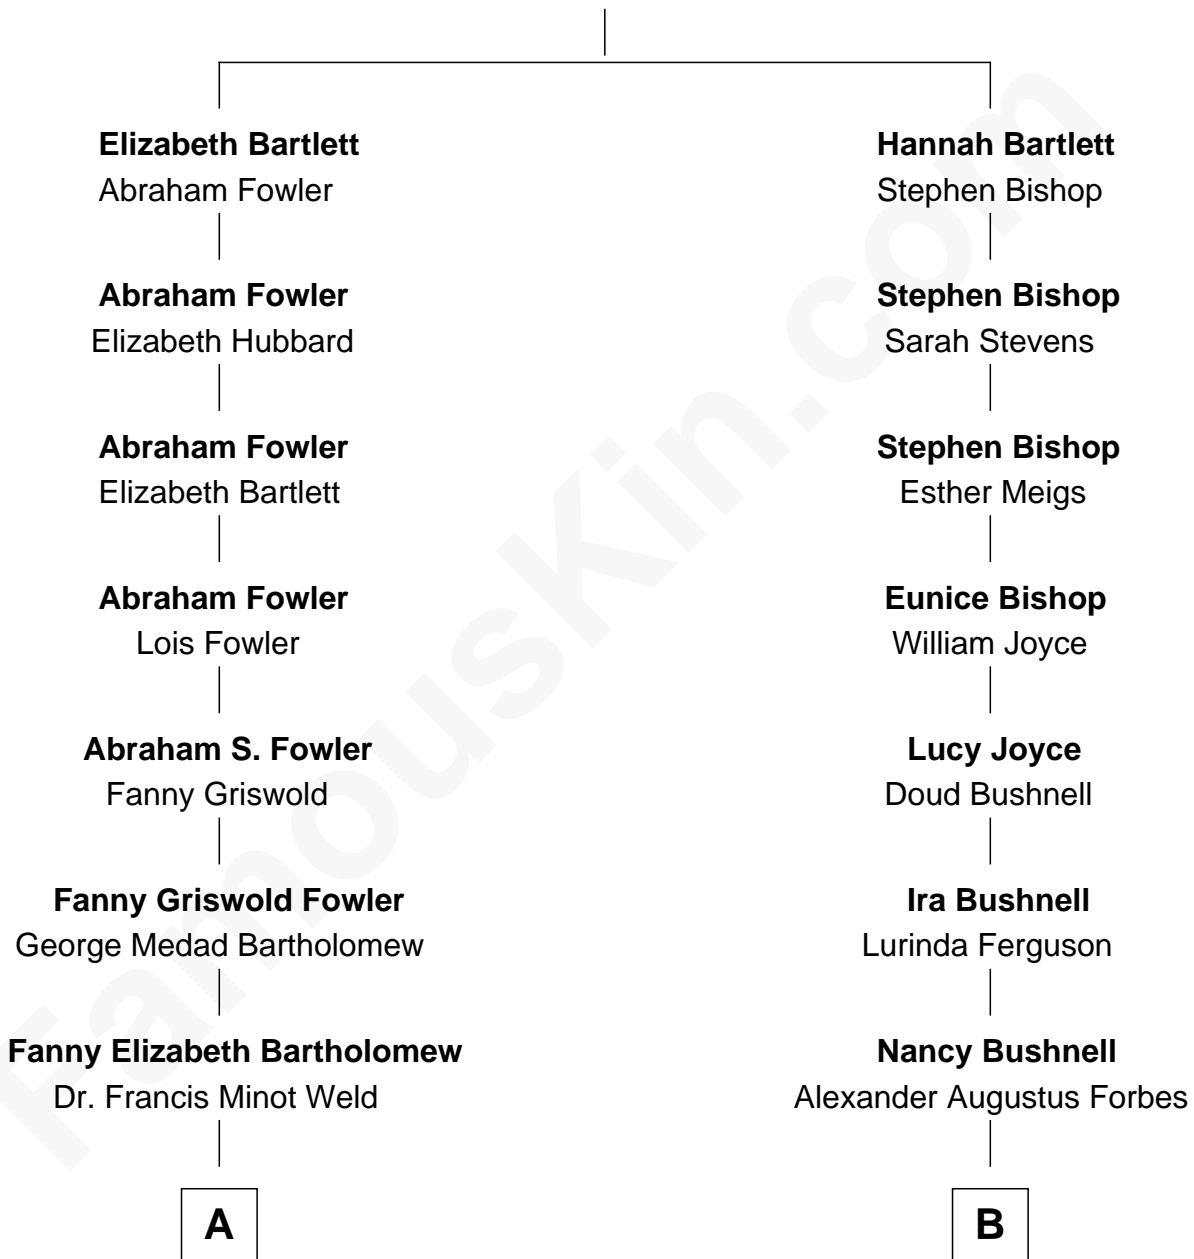 Elizabeth Bartlett
Abraham Fowler
Abraham Fowler
Elizabeth Hubbard
Abraham Fowler
Elizabeth Bartlett
Abraham Fowler
Lois Fowler
Abraham S. Fowler
Fanny Griswold
Fanny Griswold Fowler
George Medad Bartholomew
Fanny Elizabeth Bartholomew
Dr. Francis Minot Weld
A
Hannah Bartlett
Stephen Bishop
Stephen Bishop
Sarah Stevens
Stephen Bishop
Esther Meigs
Eunice Bishop
William Joyce
Lucy Joyce
Doud Bushnell
Ira Bushnell
Lurinda Ferguson
Nancy Bushnell
Alexander Augustus Forbes
B
FamousKin.com